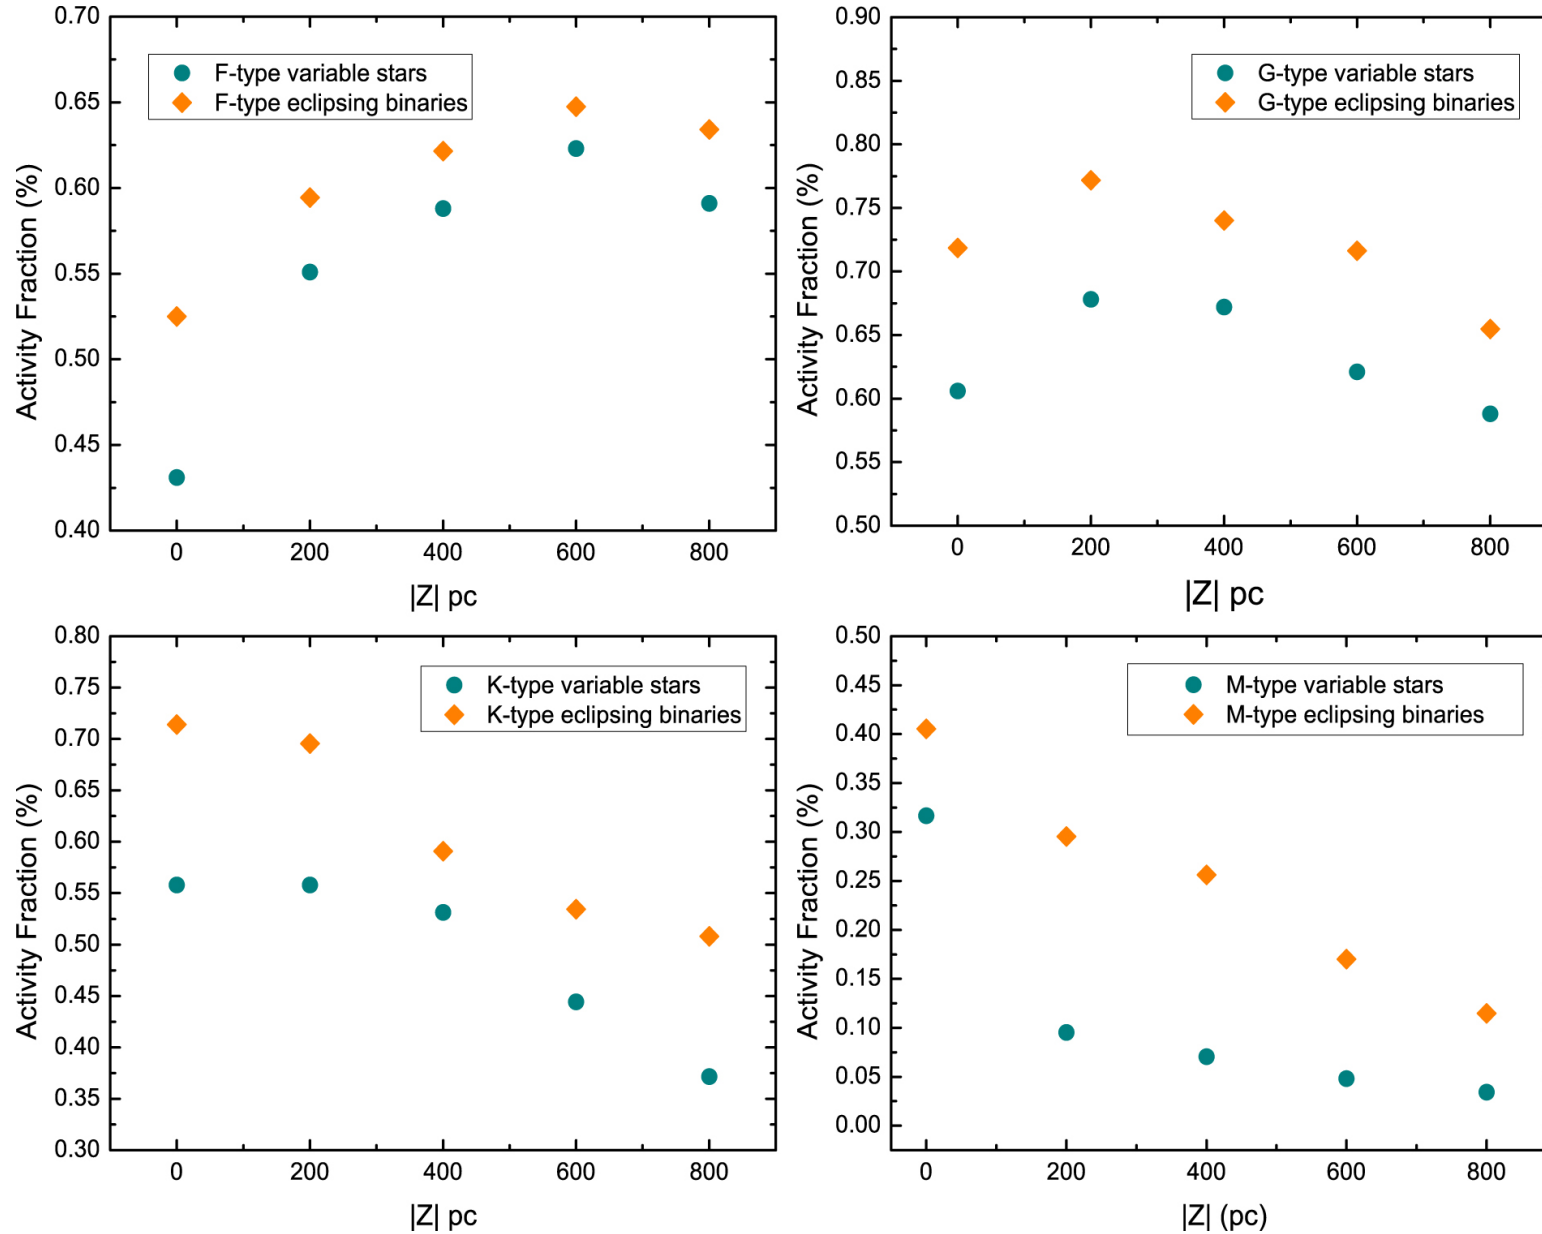 F-type variable stars
F-type eclipsing binaries
Activity Fraction (%)
0.70
0.65
0.60
0.55
0.50
0.45
0.40
0 200 400 600 800
|Z| pc
G-type variable stars
G-type eclipsing binaries
Activity Fraction (%)
0.90
0.85
0.80
0.75
0.70
0.65
0.60
0.55
0.50
0 200 400 600 800
|Z| pc
K-type variable stars
K-type eclipsing binaries
Activity Fraction (%)
0.80
0.75
0.70
0.65
0.60
0.55
0.50
0.45
0.40
0.35
0.30
0 200 400 600 800
|Z| pc
M-type variable stars
M-type eclipsing binaries
Activity Fraction (%)
0.50
0.45
0.40
0.35
0.30
0.25
0.20
0.15
0.10
0.05
0.00
0 200 400 600 800
|Z| (pc)